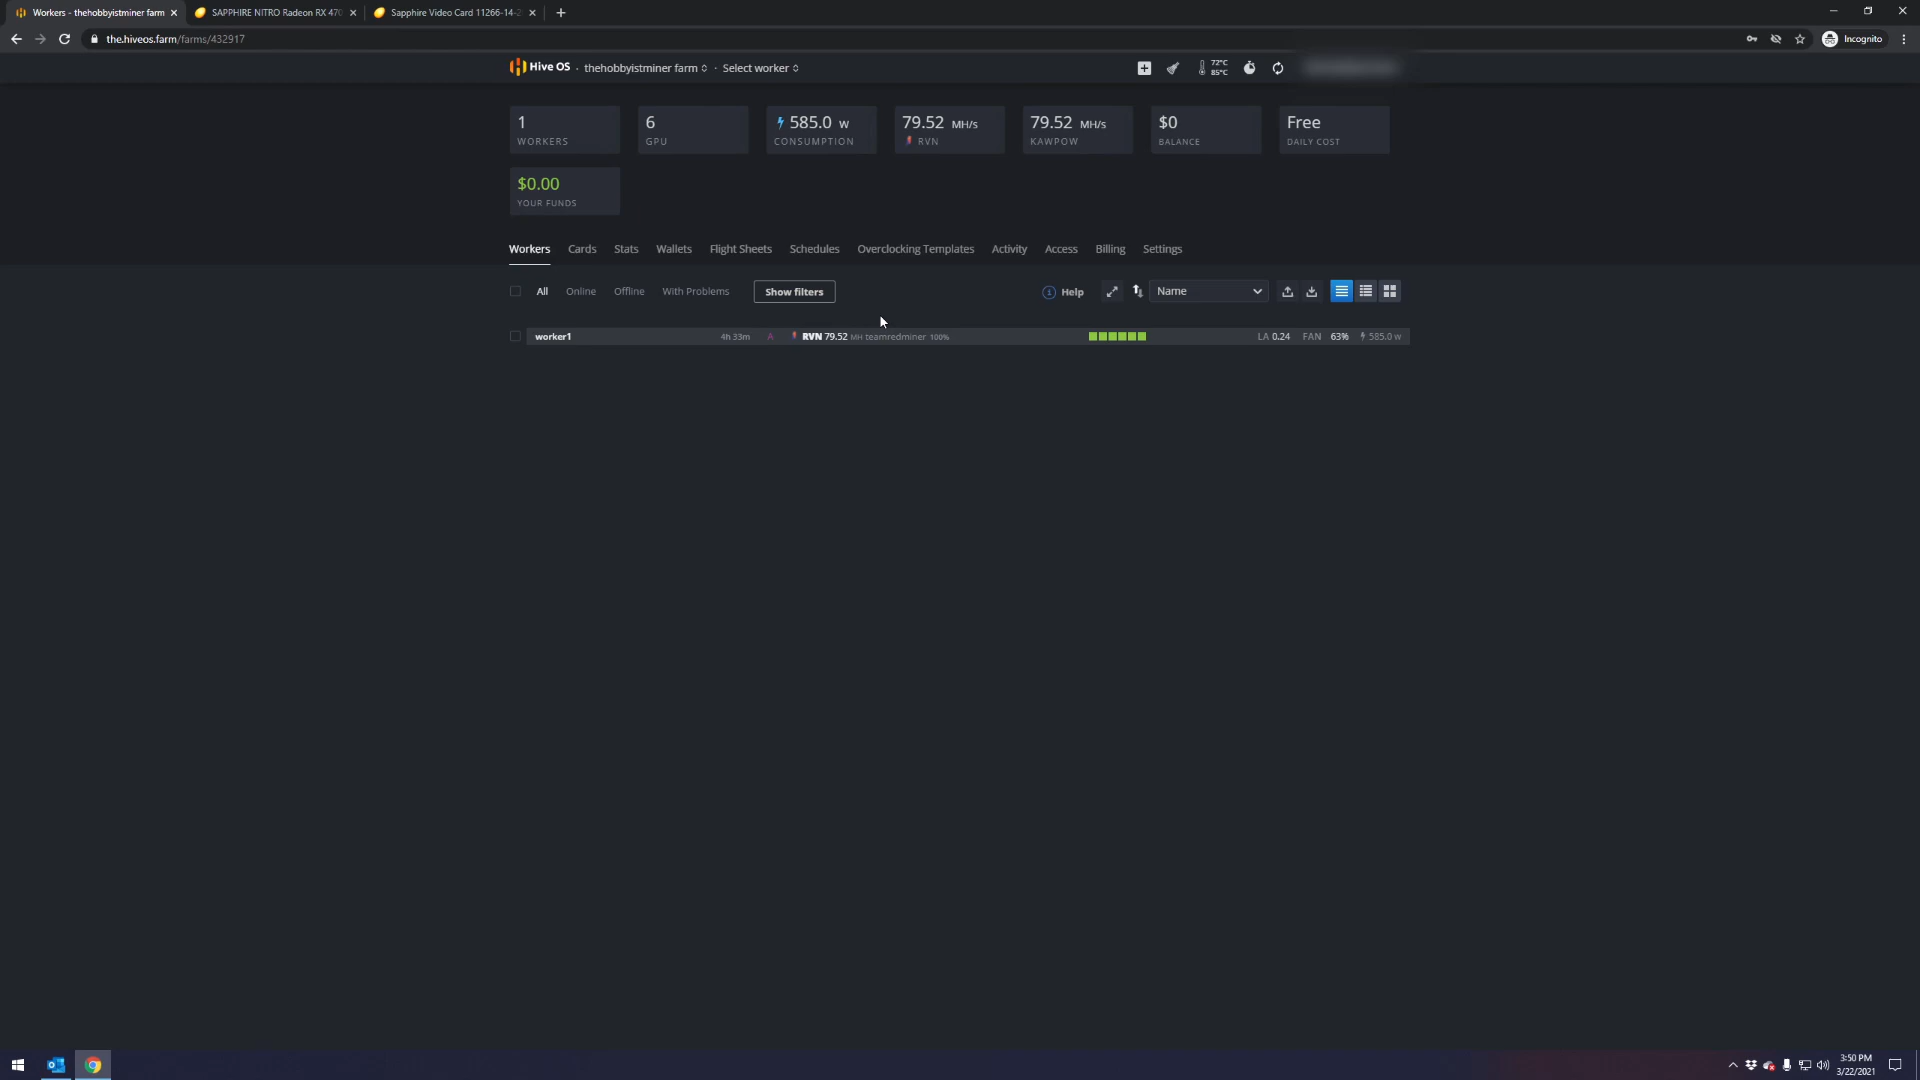 Workers - thehobbyistminer farm
SAPPHIRE NITRO Radeon RX 470
Sapphire Video Card 11266-14-2
the.hiveos.farm/farms/432917
Incognito
Hive OS · thehobbyistminer farm · Select worker
72°C
85°C
1
WORKERS
6
GPU
585.0 W
CONSUMPTION
79.52 MH/s
RVN
79.52 MH/s
KAWPOW
$0
BALANCE
Free
DAILY COST
$0.00
YOUR FUNDS
Workers Cards Stats Wallets Flight Sheets Schedules Overclocking Templates Activity Access Billing Settings
All Online Offline With Problems Show filters Help Name
worker1 4h 33m A RVN 79.52 MH teamredminer 100% LA 0.24 FAN 63% 585.0 w
3:50 PM
3/22/2021